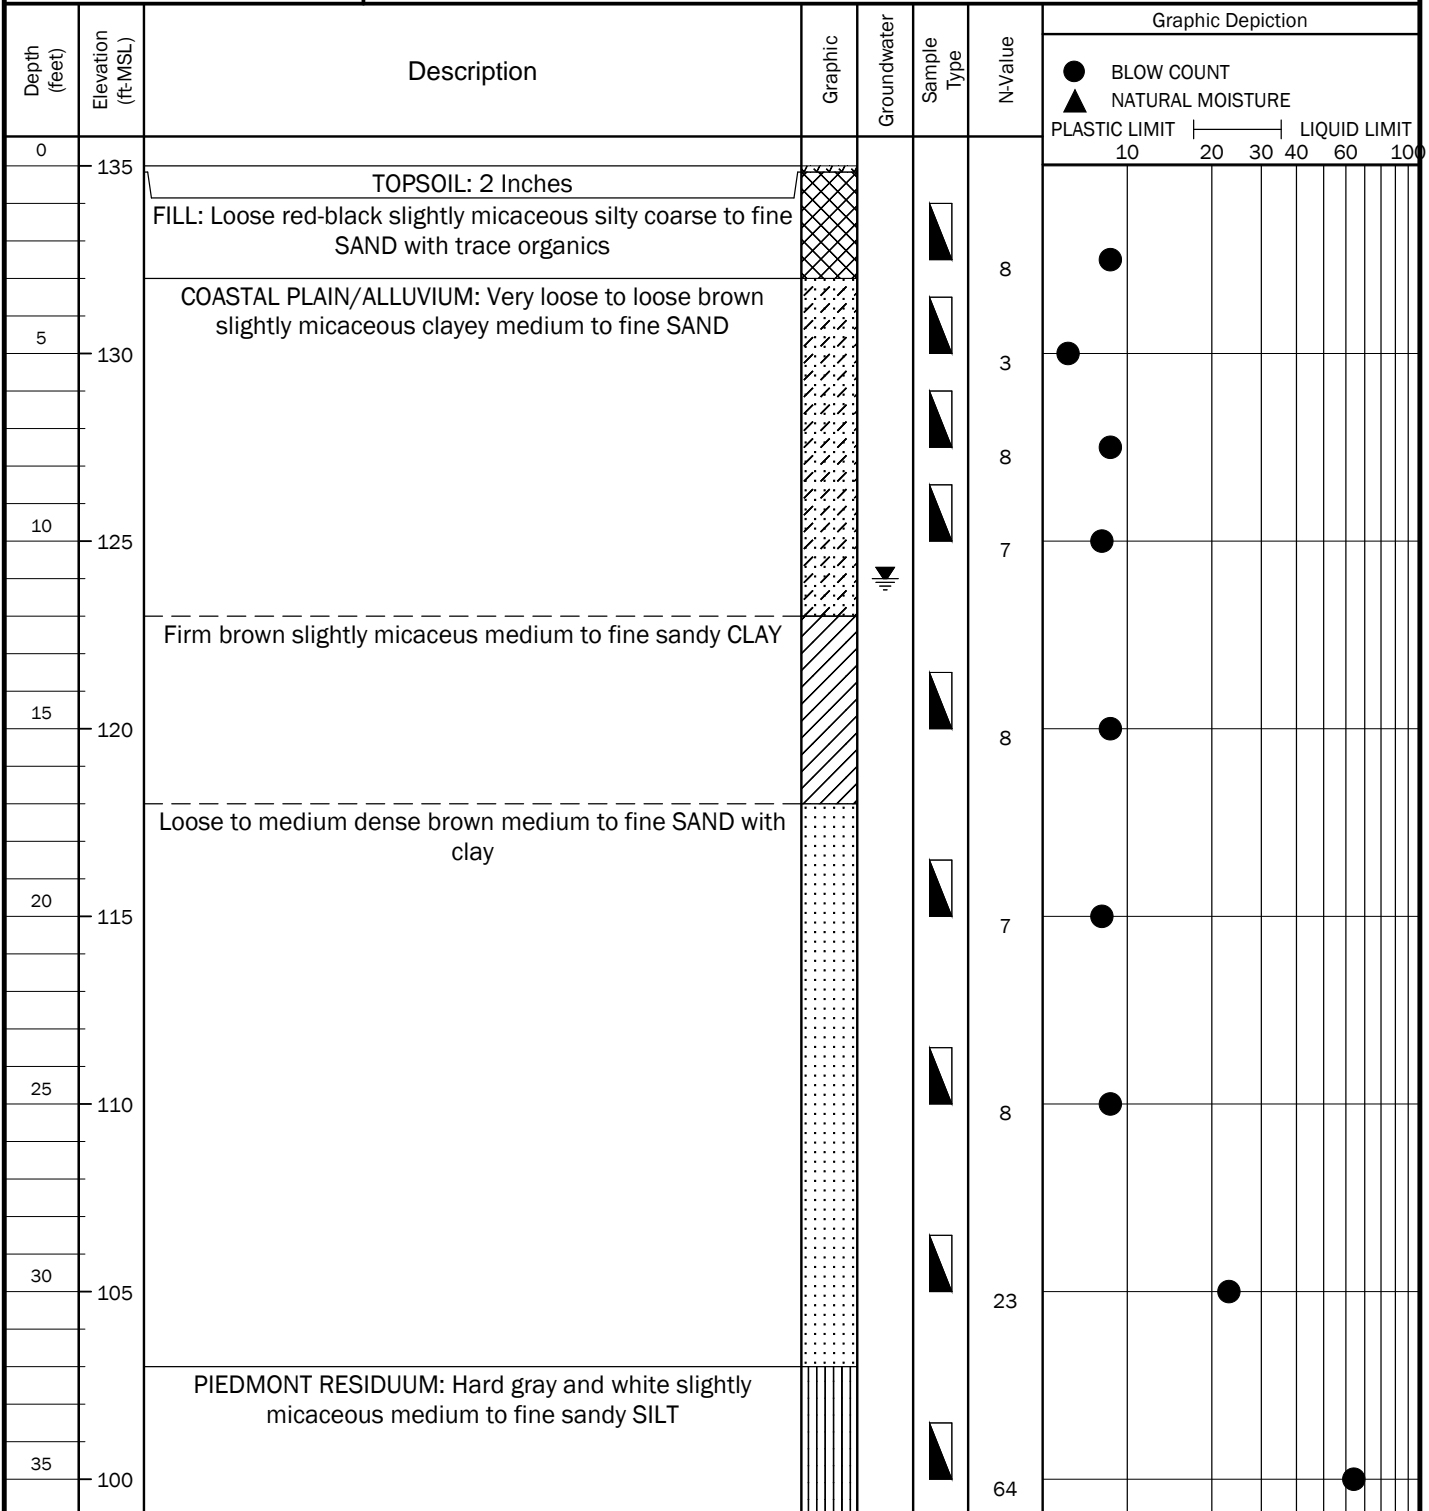 Depth (feet)
Elevation (ft-MSL)
Description
Graphic
Groundwater
Sample Type
N-Value
Graphic Depiction
BLOW COUNT
NATURAL MOISTURE
PLASTIC LIMIT LIQUID LIMIT
10 20 30 40 60 100
0
135
TOPSOIL: 2 Inches
FILL: Loose red-black slightly micaceous silty coarse to fine
SAND with trace organics
8
COASTAL PLAIN/ALLUVIUM: Very loose to loose brown
slightly micaceous clayey medium to fine SAND
5
130
3
8
10
125
7
Firm brown slightly micaceus medium to fine sandy CLAY
15
120
8
Loose to medium dense brown medium to fine SAND with
clay
20
115
7
25
110
8
30
105
23
PIEDMONT RESIDUUM: Hard gray and white slightly
micaceous medium to fine sandy SILT
35
100
64